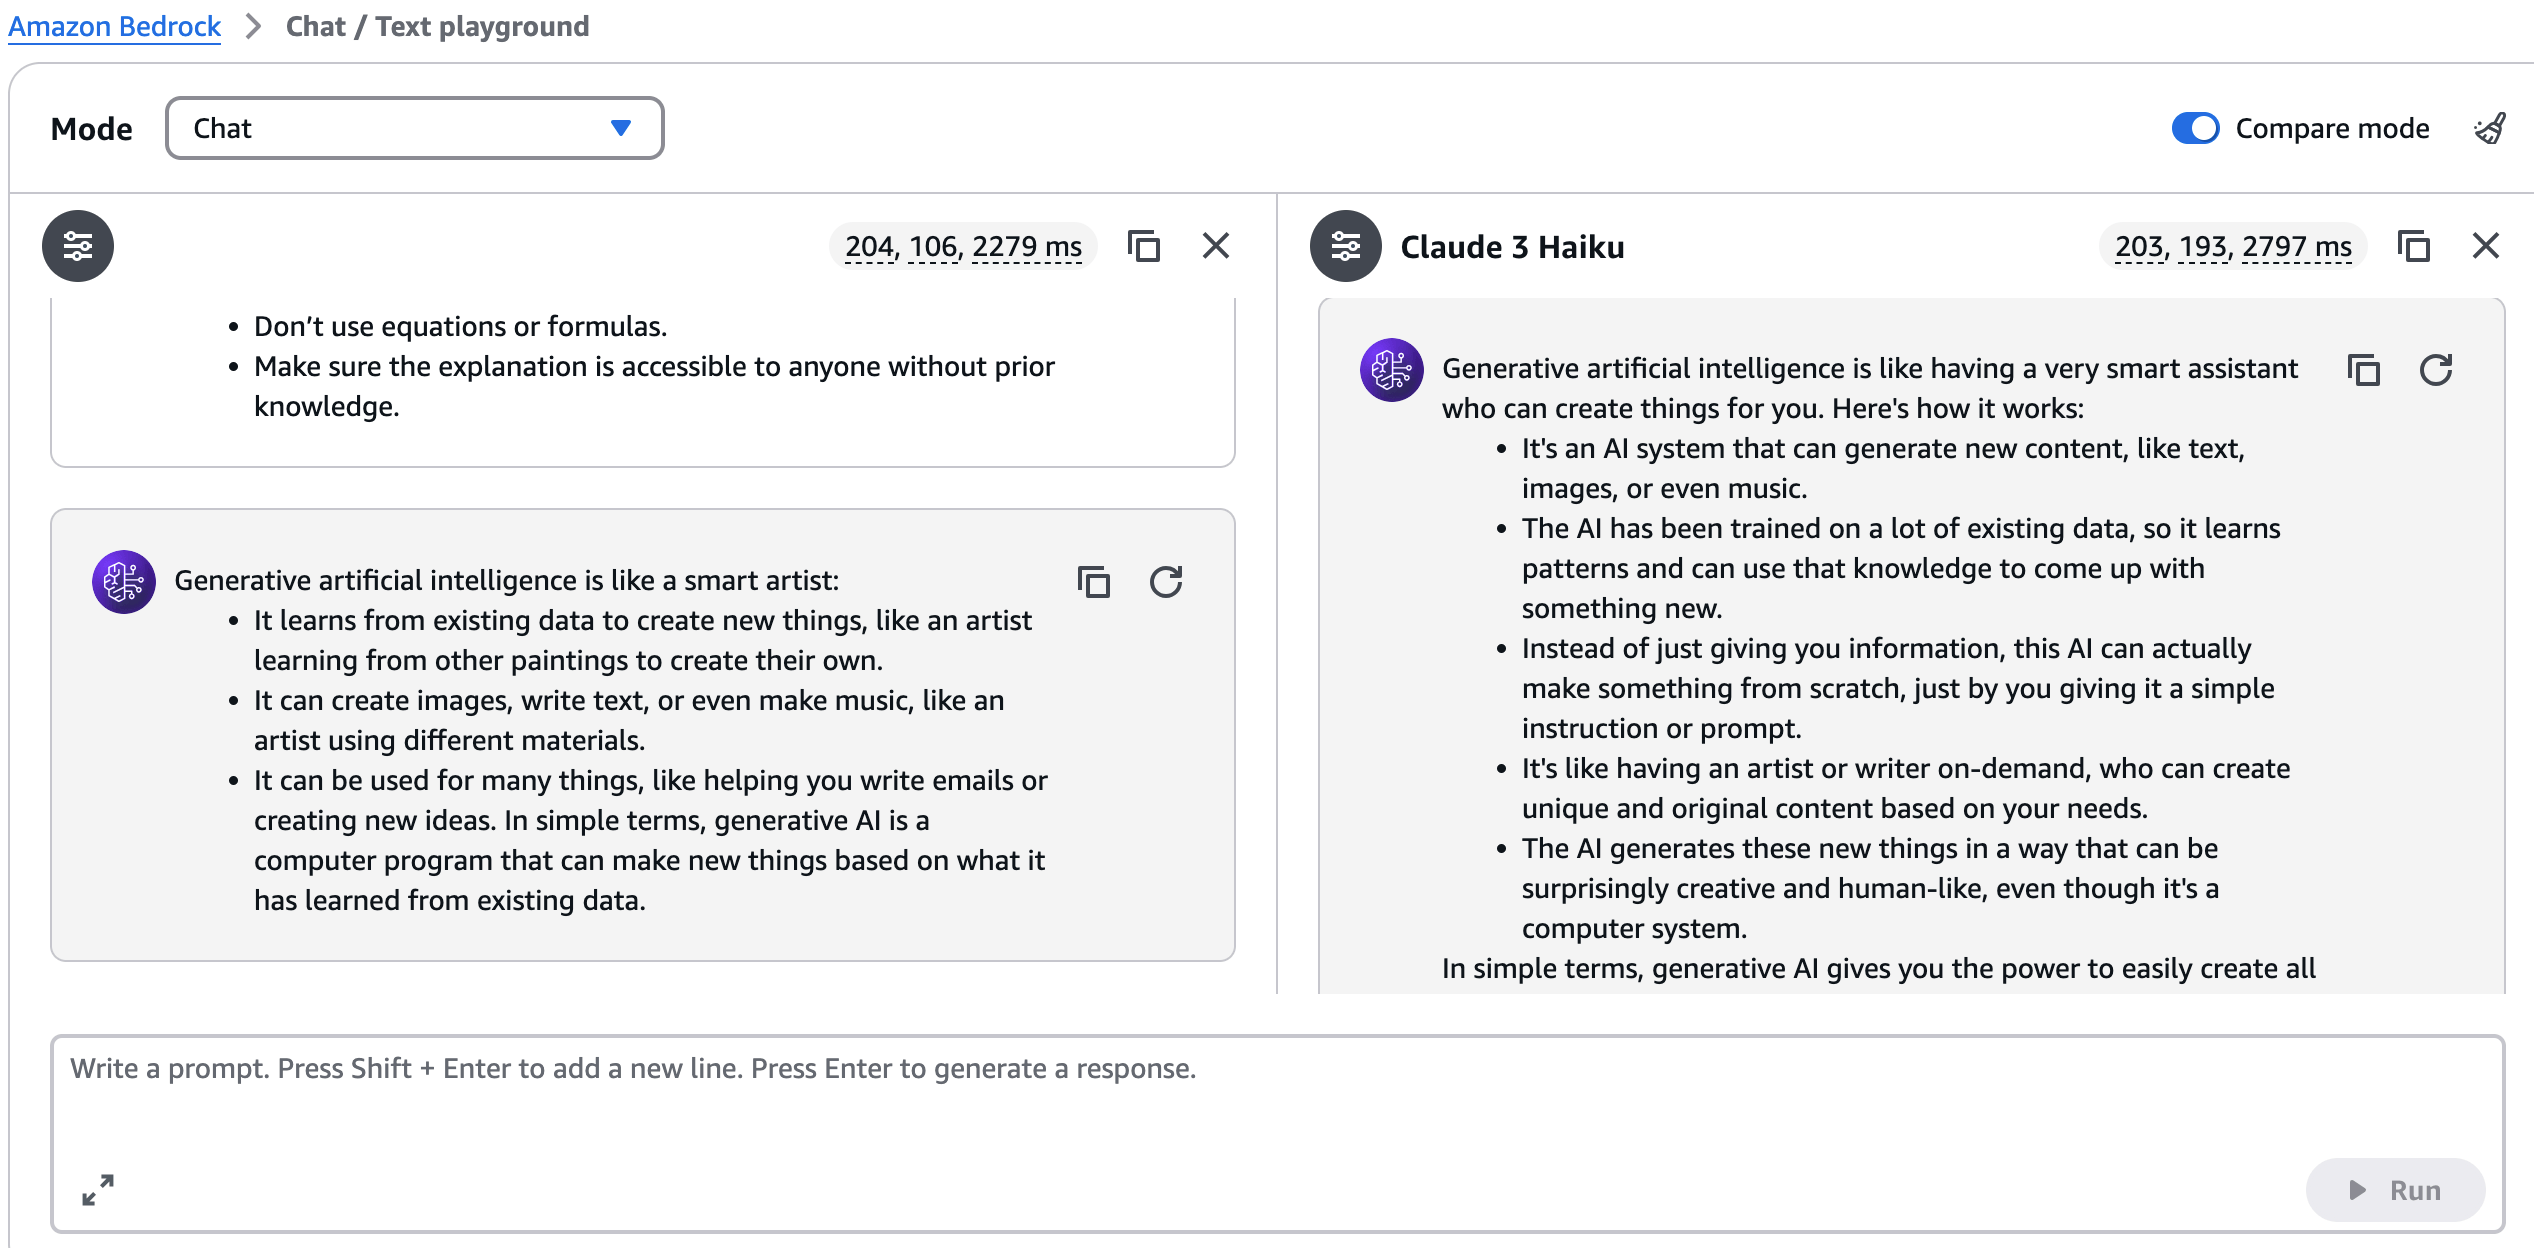 Amazon Bedrock > Chat / Text playground
Mode
Chat
Compare mode
204, 106, 2279 ms
• Don’t use equations or formulas.
• Make sure the explanation is accessible to anyone without prior
knowledge.
Generative artificial intelligence is like a smart artist:
• It learns from existing data to create new things, like an artist
learning from other paintings to create their own.
• It can create images, write text, or even make music, like an
artist using different materials.
• It can be used for many things, like helping you write emails or
creating new ideas. In simple terms, generative AI is a
computer program that can make new things based on what it
has learned from existing data.
Claude 3 Haiku
203, 193, 2797 ms
Generative artificial intelligence is like having a very smart assistant
who can create things for you. Here's how it works:
• It's an AI system that can generate new content, like text,
images, or even music.
• The AI has been trained on a lot of existing data, so it learns
patterns and can use that knowledge to come up with
something new.
• Instead of just giving you information, this AI can actually
make something from scratch, just by you giving it a simple
instruction or prompt.
• It's like having an artist or writer on-demand, who can create
unique and original content based on your needs.
• The AI generates these new things in a way that can be
surprisingly creative and human-like, even though it's a
computer system.
In simple terms, generative AI gives you the power to easily create all
Write a prompt. Press Shift + Enter to add a new line. Press Enter to generate a response.
Run